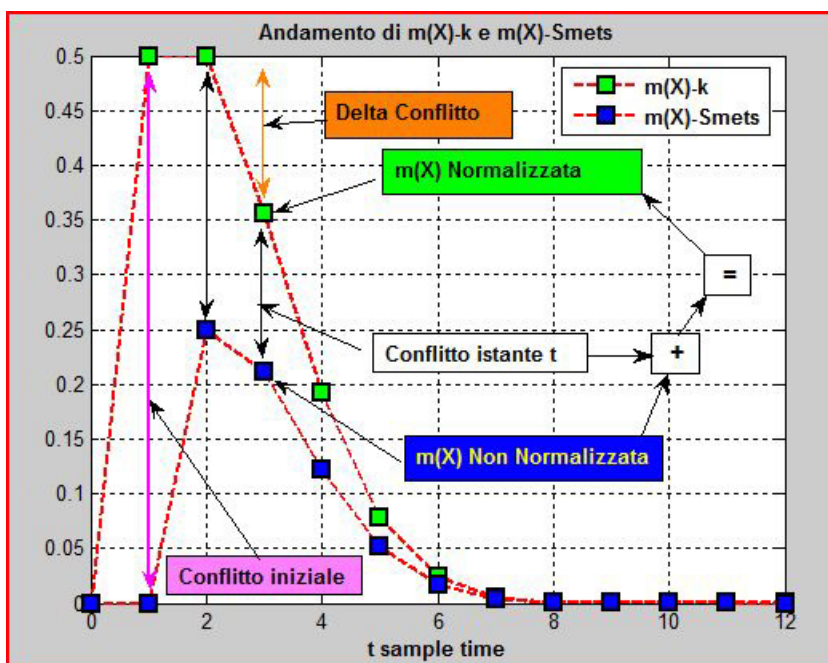 Andamento di m(X)-k e m(X)-Smets
0.5
0.45
0.4
0.35
0.3
0.25
0.2
0.15
0.1
0.05
0
m(X)-k
m(X)-Smets
Delta Conflitto
m(X) Normalizzata
=
Conflitto istante t
+
m(X) Non Normalizzata
Conflitto iniziale
0 2 4 6 8 10 12
t sample time